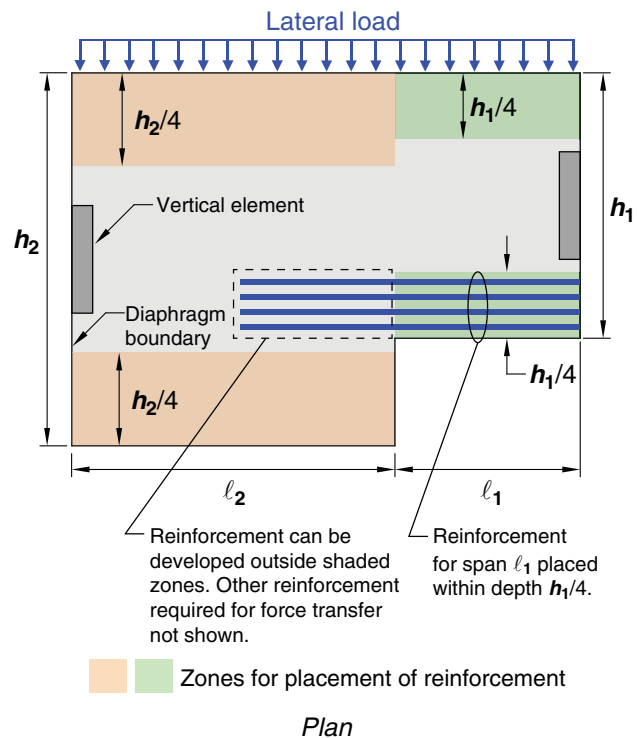 Lateral load
h2/4
h1/4
Vertical element
h2
h1
Diaphragm
boundary
h1/4
h2/4
ℓ2
ℓ1
Reinforcement can be
developed outside shaded
zones. Other reinforcement
required for force transfer
not shown.
Reinforcement
for span ℓ1 placed
within depth h1/4.
Zones for placement of reinforcement
Plan